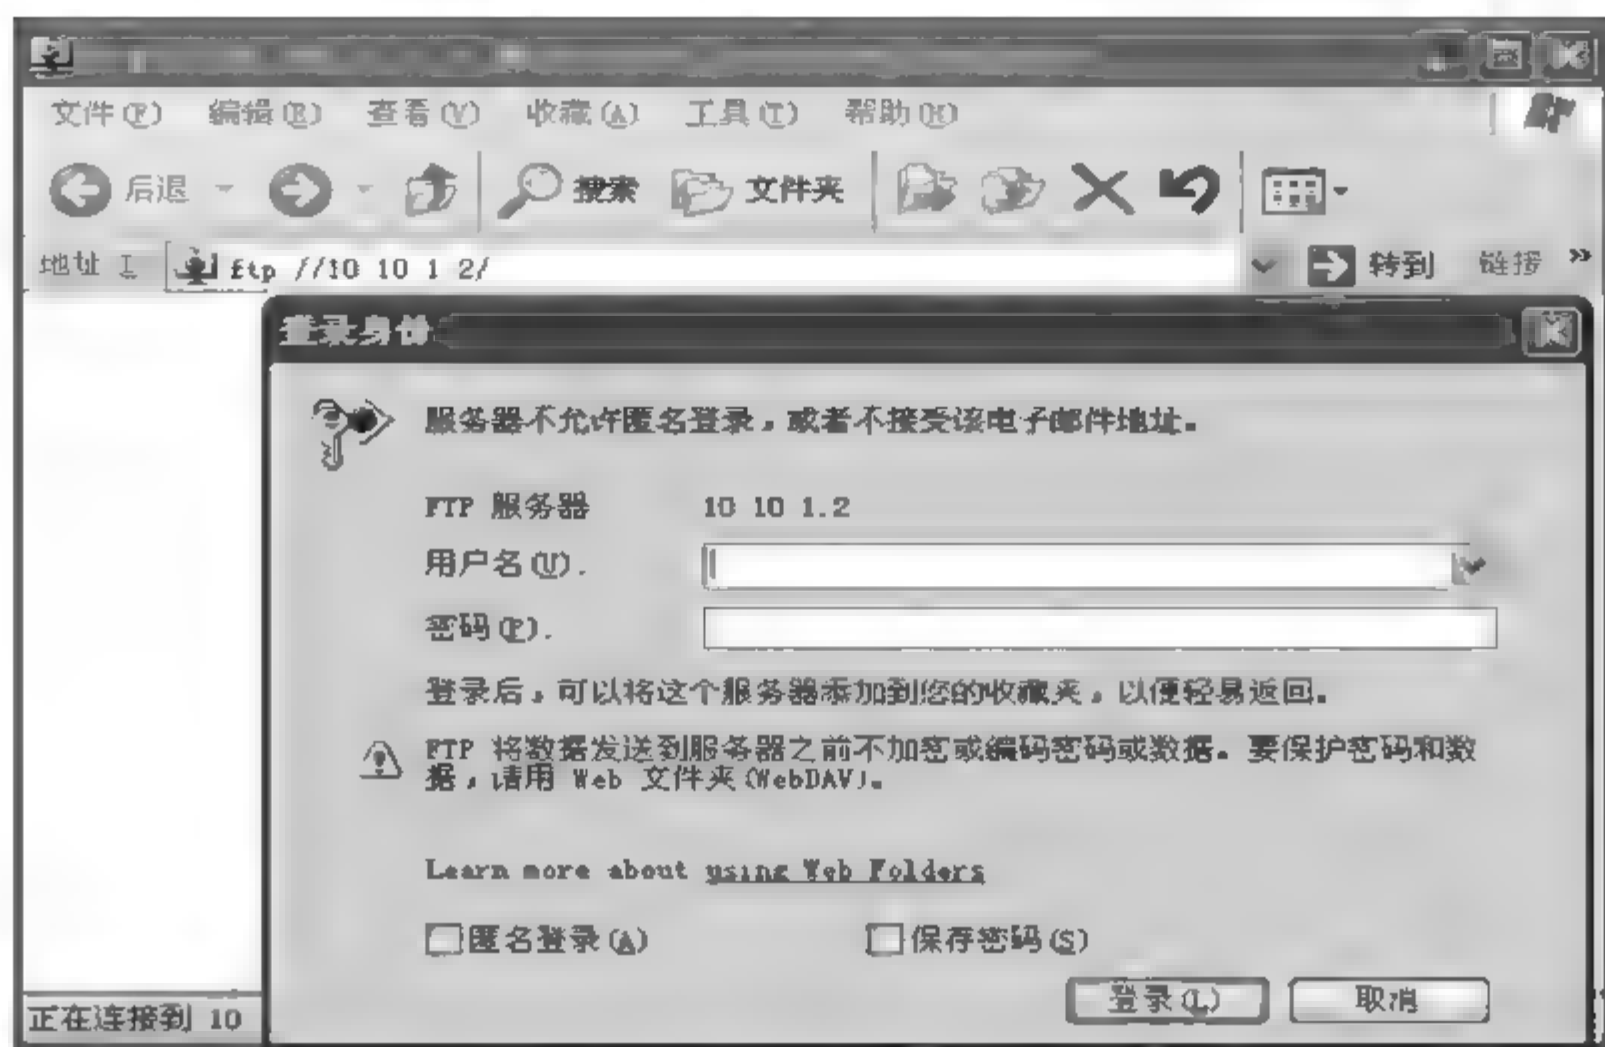 文件(F) 编辑(E) 查看(V) 收藏(A) 工具(T) 帮助(H)
后退 搜索 文件夹
地址 ftp //10 10 1 2/ 转到 链接 »
登录身份
服务器不允许匿名登录，或者不接受该电子邮件地址。
FTP 服务器 10 10 1.2
用户名(U).
密码(P).
登录后，可以将这个服务器添加到您的收藏夹，以便轻易返回。
FTP 将数据发送到服务器之前不加密或编码密码或数据。要保护密码和数
据，请用 Web 文件夹(WebDAV)。
Learn more about using Web Folders
匿名登录(A) 保存密码(S)
登录(L) 取消
正在连接到 10